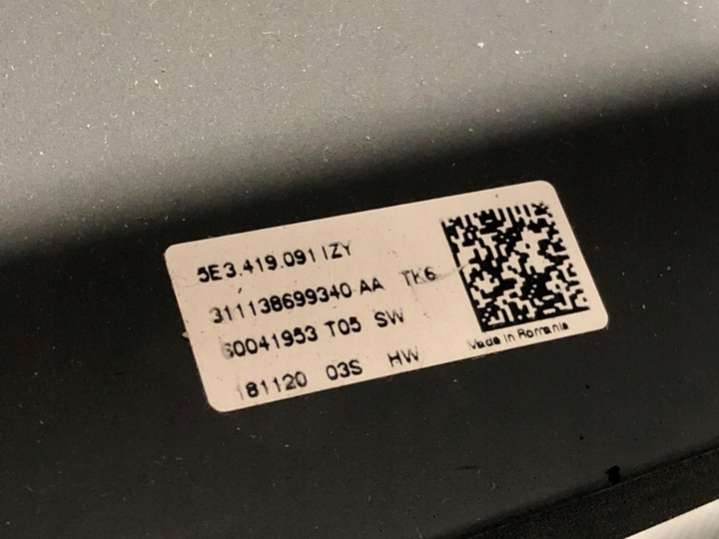 5E3.419.091 IZY
311138699340 AA TK6
60041953 T05 SW
181120 03S HW
Made in Romania